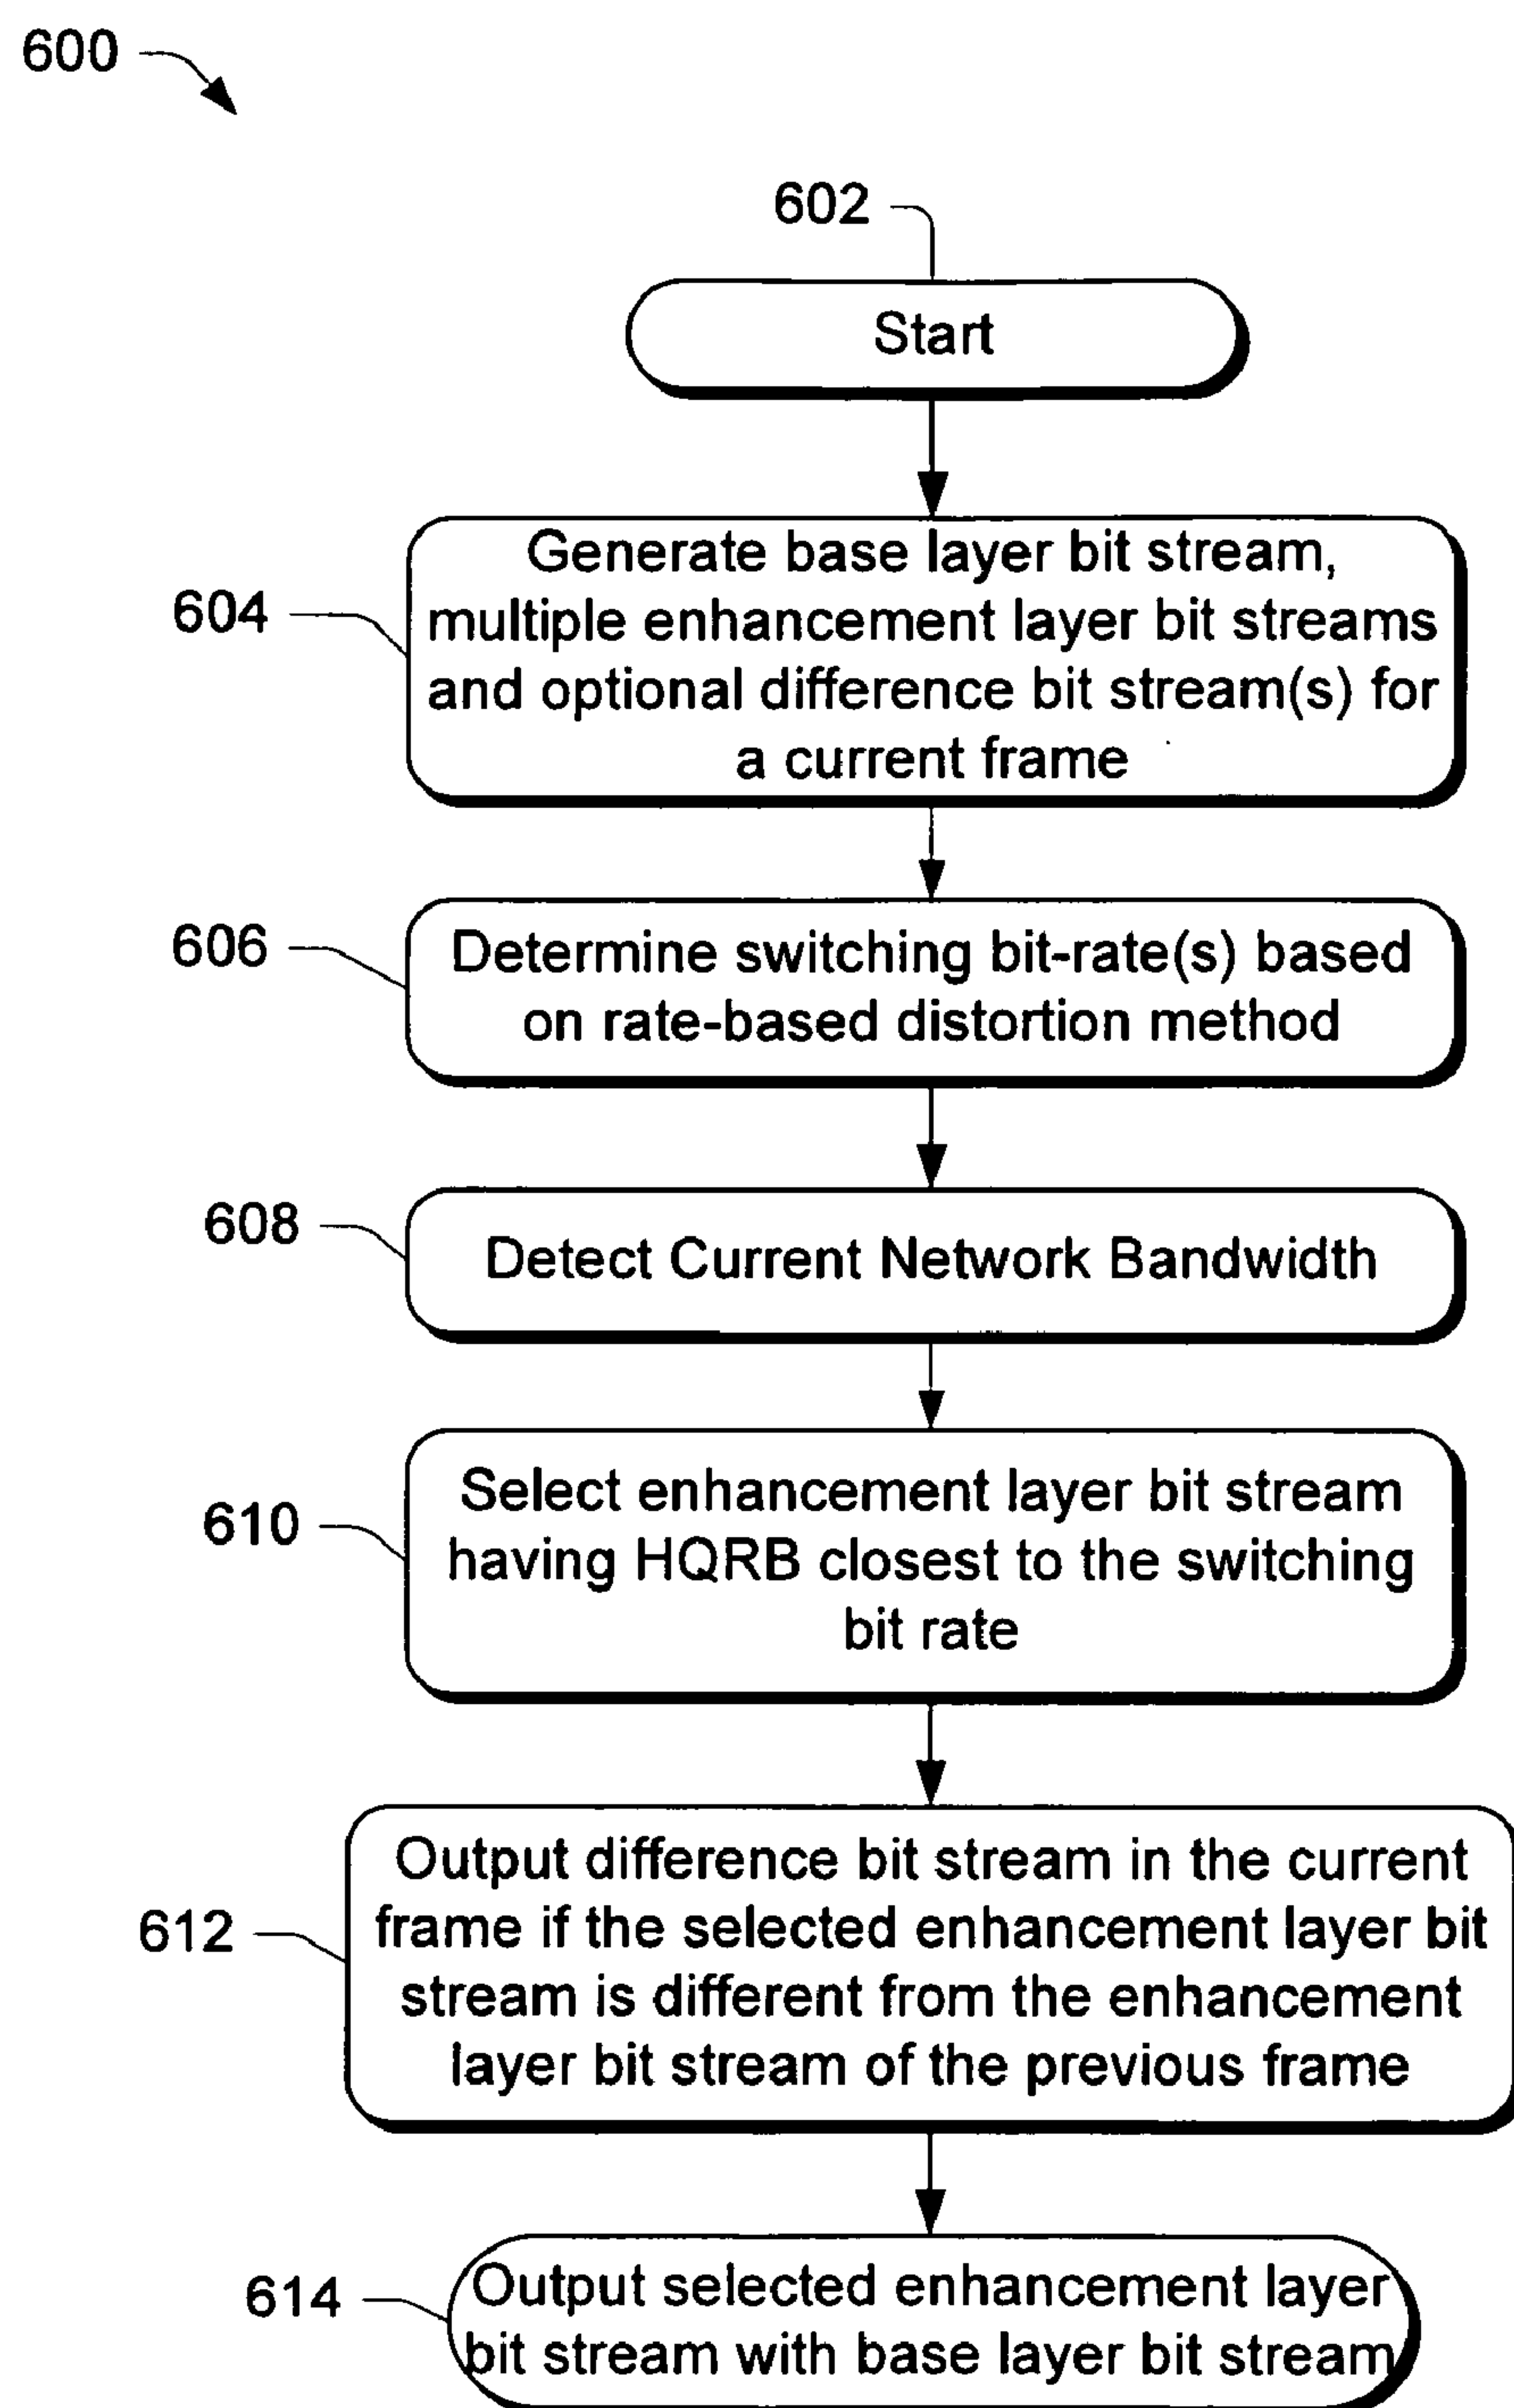 600
602
Start
604
Generate base layer bit stream,
multiple enhancement layer bit streams
and optional difference bit stream(s) for
a current frame
606
Determine switching bit-rate(s) based
on rate-based distortion method
608
Detect Current Network Bandwidth
610
Select enhancement layer bit stream
having HQRB closest to the switching
bit rate
612
Output difference bit stream in the current
frame if the selected enhancement layer bit
stream is different from the enhancement
layer bit stream of the previous frame
614
Output selected enhancement layer
bit stream with base layer bit stream